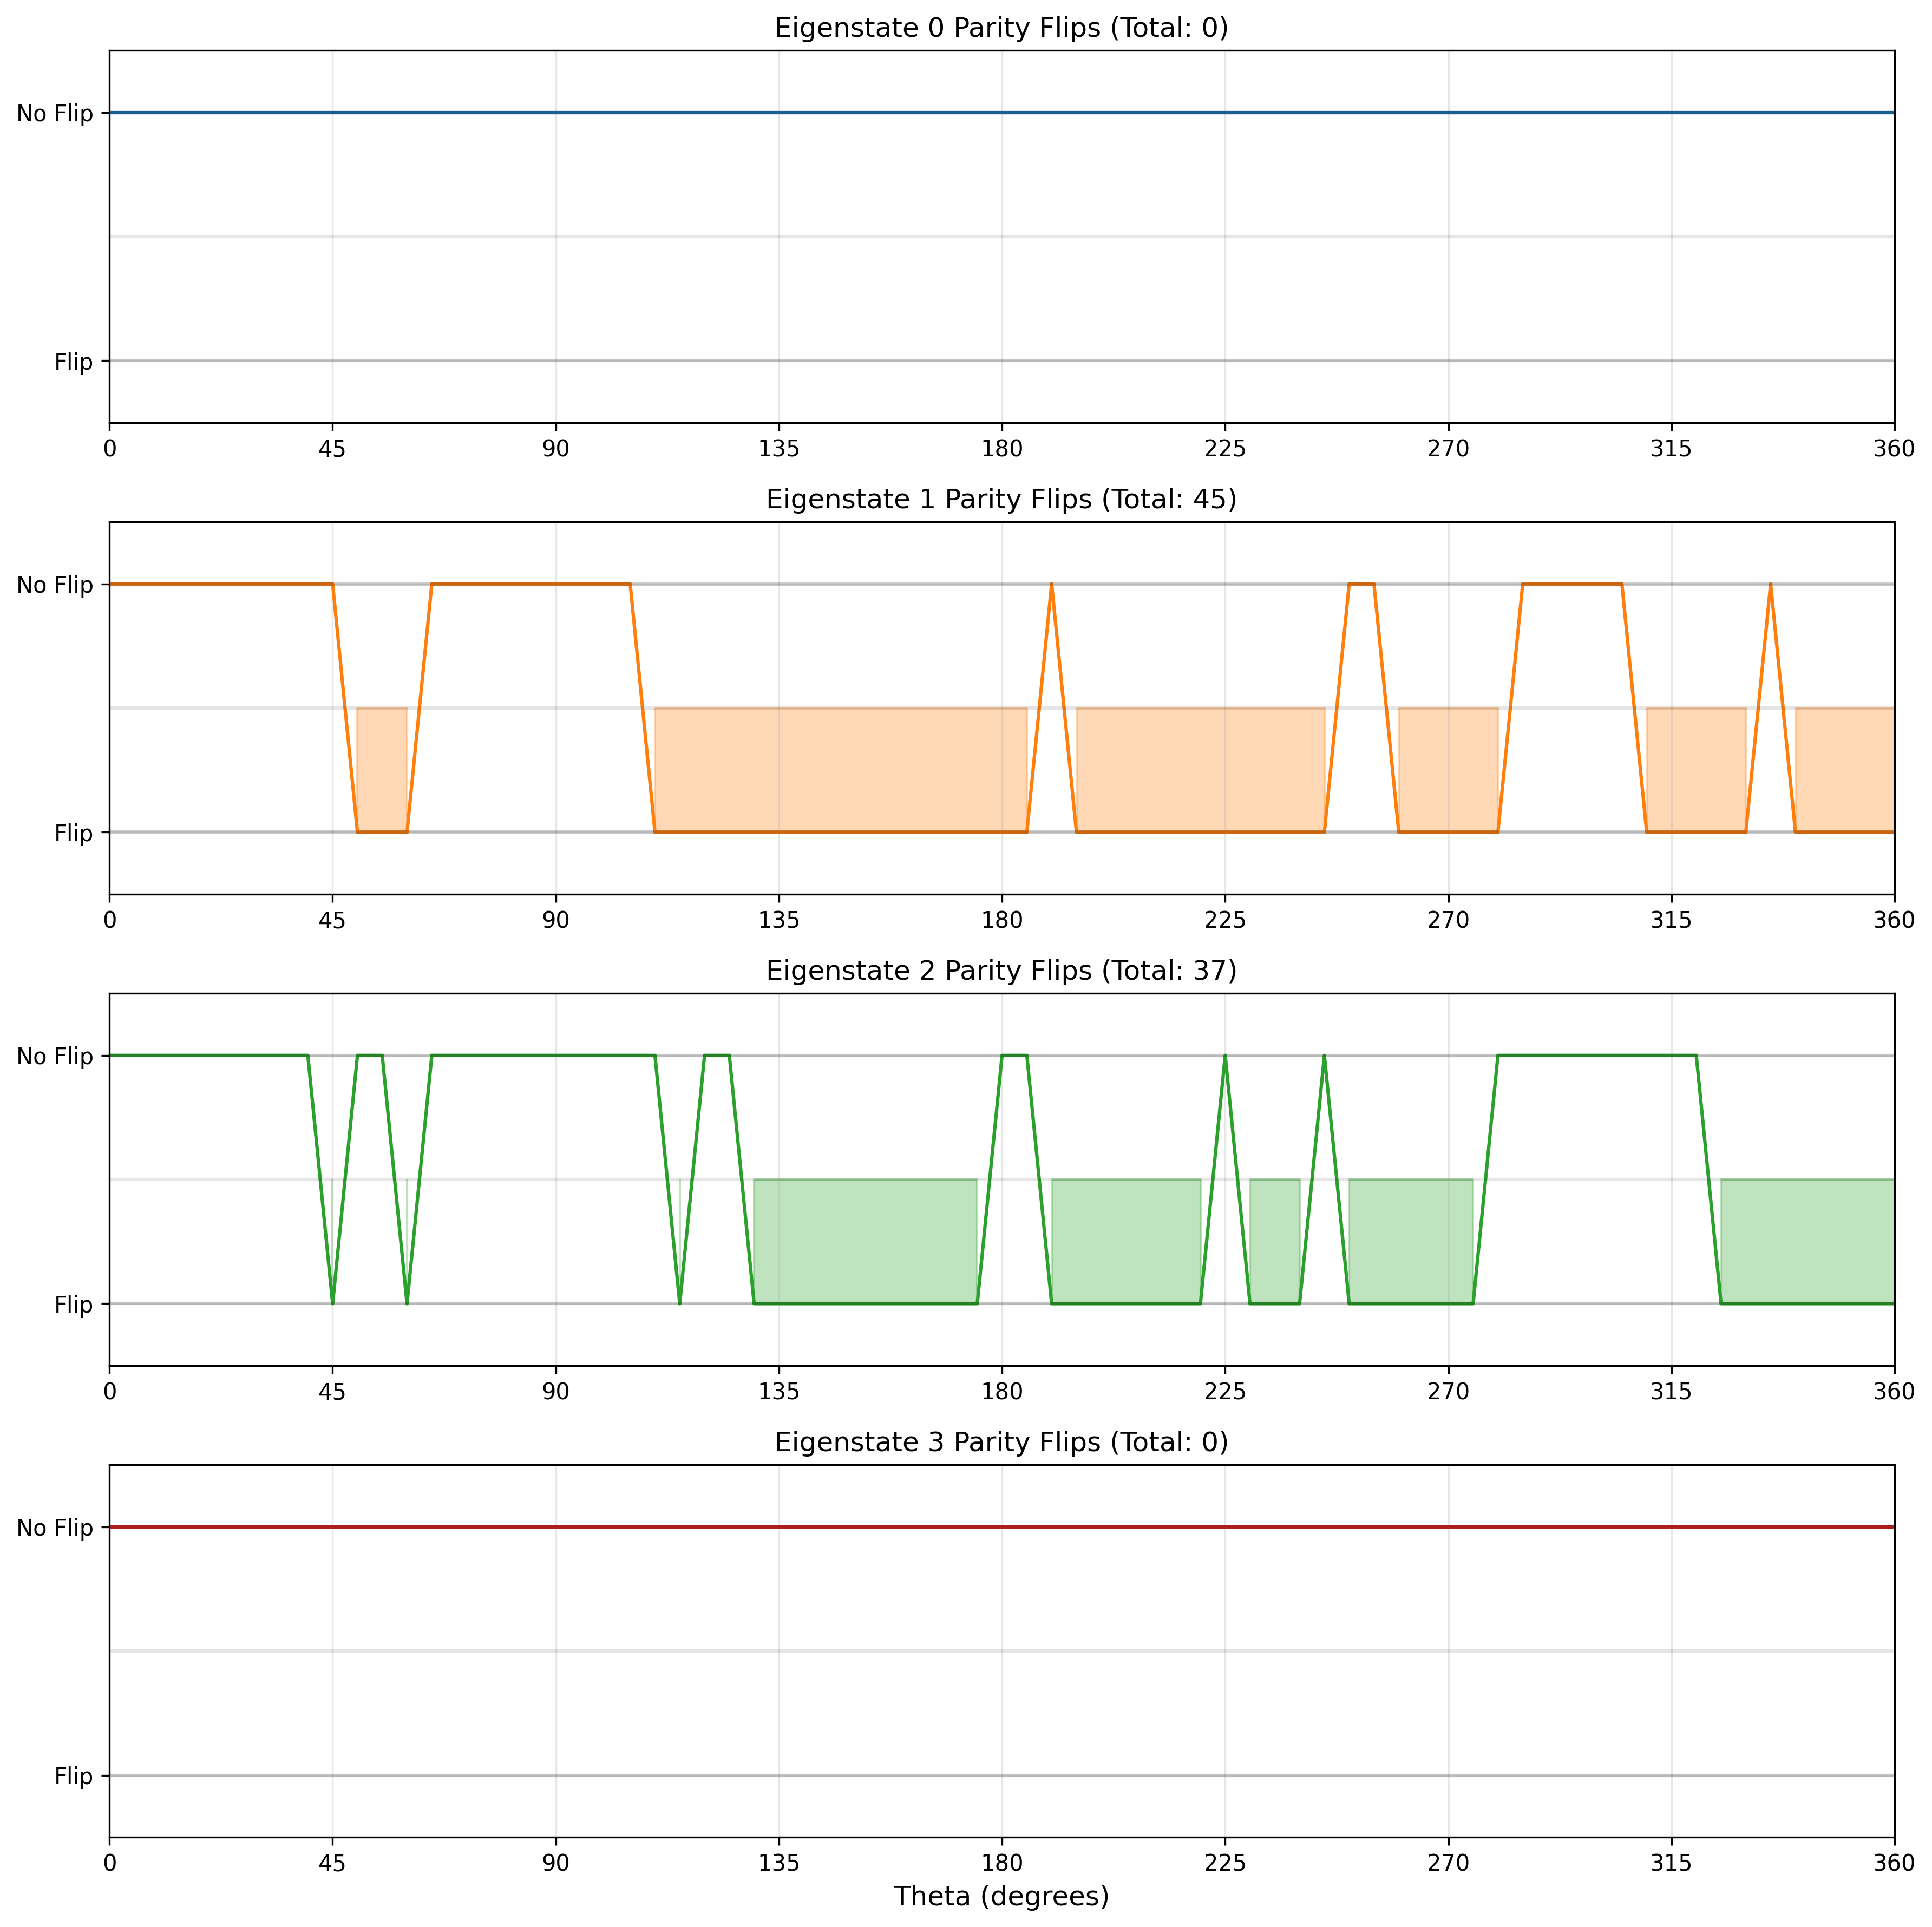 Eigenstate 0 Parity Flips (Total: 0)
No Flip
Flip
0 45 90 135 180 225 270 315 360
Eigenstate 1 Parity Flips (Total: 45)
No Flip
Flip
0 45 90 135 180 225 270 315 360
Eigenstate 2 Parity Flips (Total: 37)
No Flip
Flip
0 45 90 135 180 225 270 315 360
Eigenstate 3 Parity Flips (Total: 0)
No Flip
Flip
0 45 90 135 180 225 270 315 360
Theta (degrees)